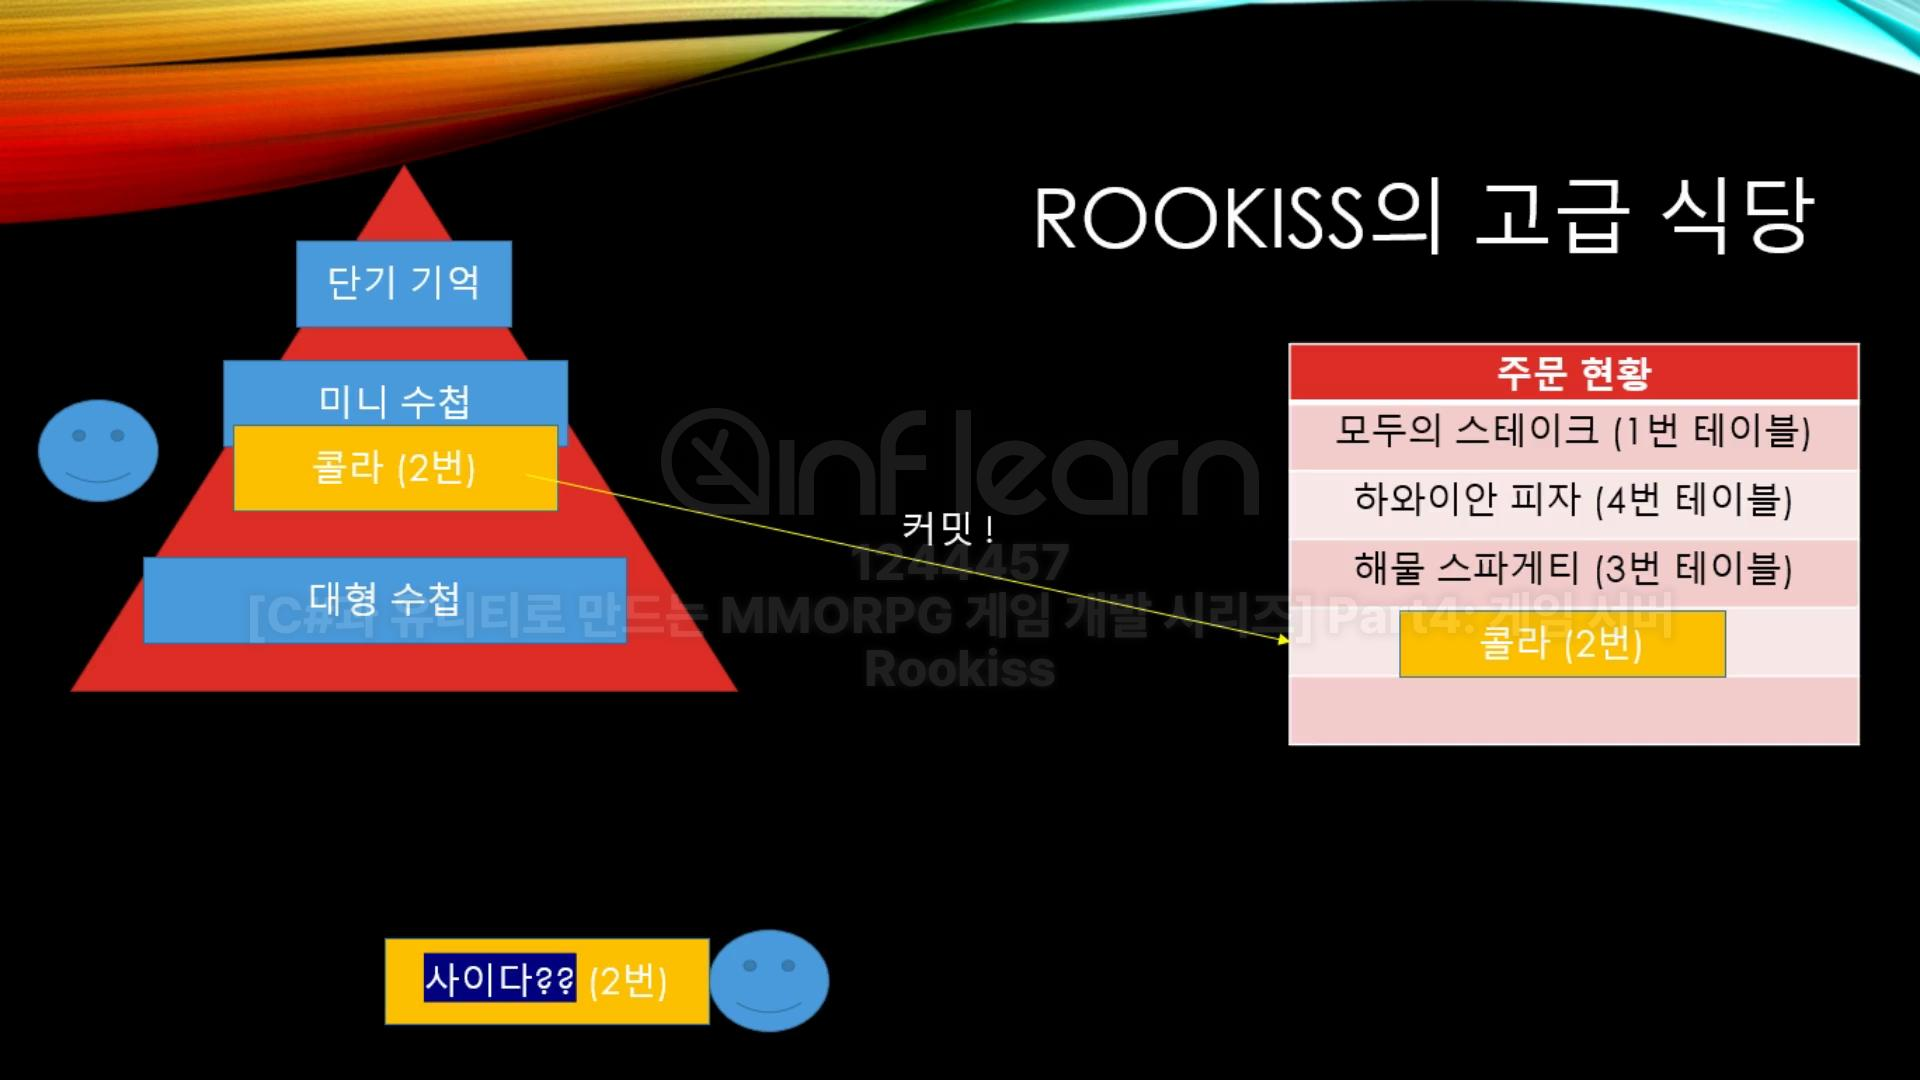 ROOKISS의 고급 식당
단기 기억
미니 수첩
콜라 (2번)
대형 수첩
커밋 !
주문 현황
모두의 스테이크 (1번 테이블)
하와이안 피자 (4번 테이블)
해물 스파게티 (3번 테이블)
콜라 (2번)
사이다?? (2번)
inflearn
1244457
[C#과 유니티로 만드는 MMORPG 게임 개발 시리즈] Part4: 게임 서버
Rookiss